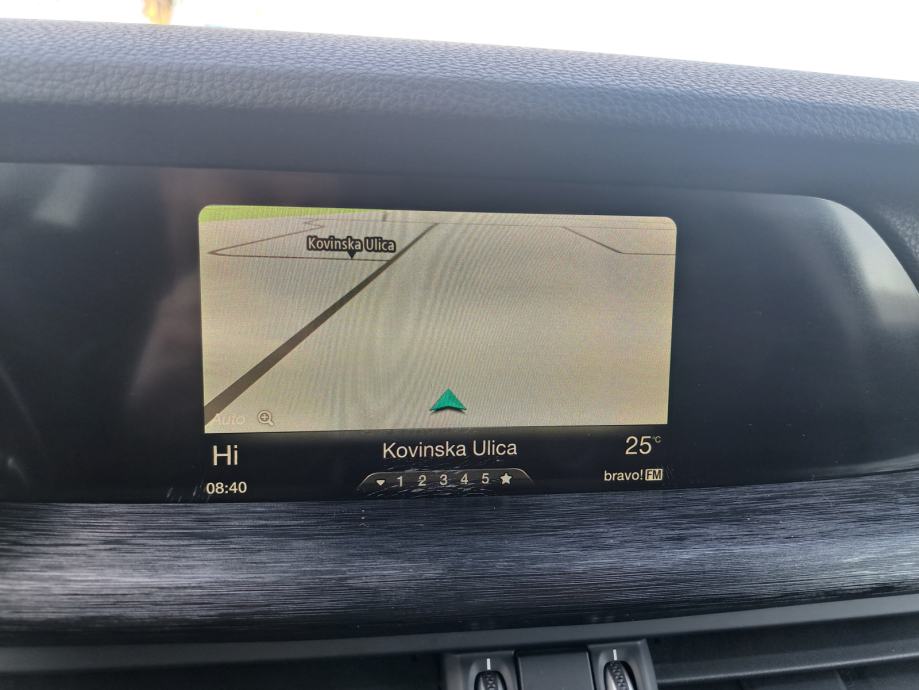 Kovinska Ulica
Auto
Hi Kovinska Ulica 25°C
08:40 1 2 3 4 5 bravo! FM